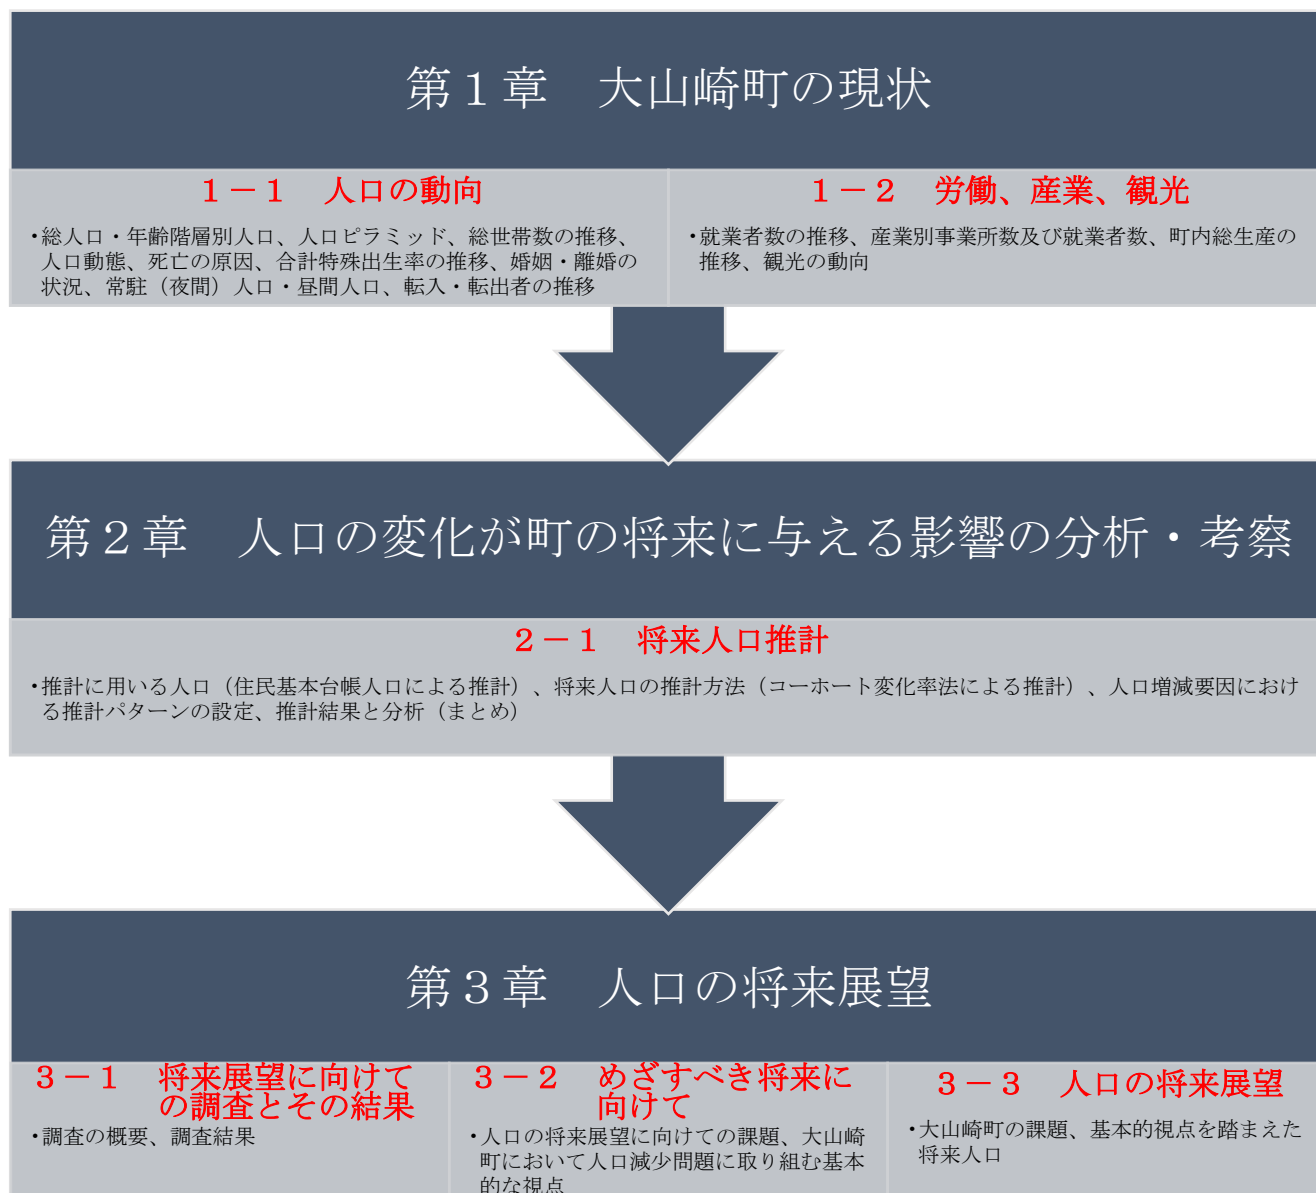 第１章　大山崎町の現状
１－１　人口の動向
・総人口・年齢階層別人口、人口ピラミッド、総世帯数の推移、
人口動態、死亡の原因、合計特殊出生率の推移、婚姻・離婚の
状況、常駐（夜間）人口・昼間人口、転入・転出者の推移
１－２　労働、産業、観光
・就業者数の推移、産業別事業所数及び就業者数、町内総生産の
推移、観光の動向
第２章　人口の変化が町の将来に与える影響の分析・考察
２－１　将来人口推計
・推計に用いる人口（住民基本台帳人口による推計）、将来人口の推計方法（コーホート変化率法による推計）、人口増減要因におけ
る推計パターンの設定、推計結果と分析（まとめ）
第３章　人口の将来展望
３－１　将来展望に向けて
の調査とその結果
・調査の概要、調査結果
３－２　めざすべき将来に
向けて
・人口の将来展望に向けての課題、大山崎
町において人口減少問題に取り組む基本
的な視点
３－３　人口の将来展望
・大山崎町の課題、基本的視点を踏まえた
将来人口